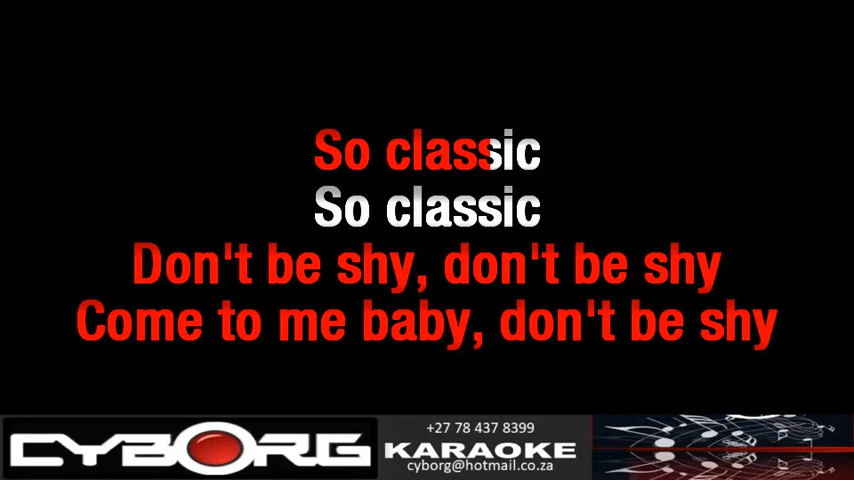 So classic
So classic
Don't be shy, don't be shy
Come to me baby, don't be shy
CYBORG
+27 78 437 8399
KARAOKE
cyborg@hotmail.co.za